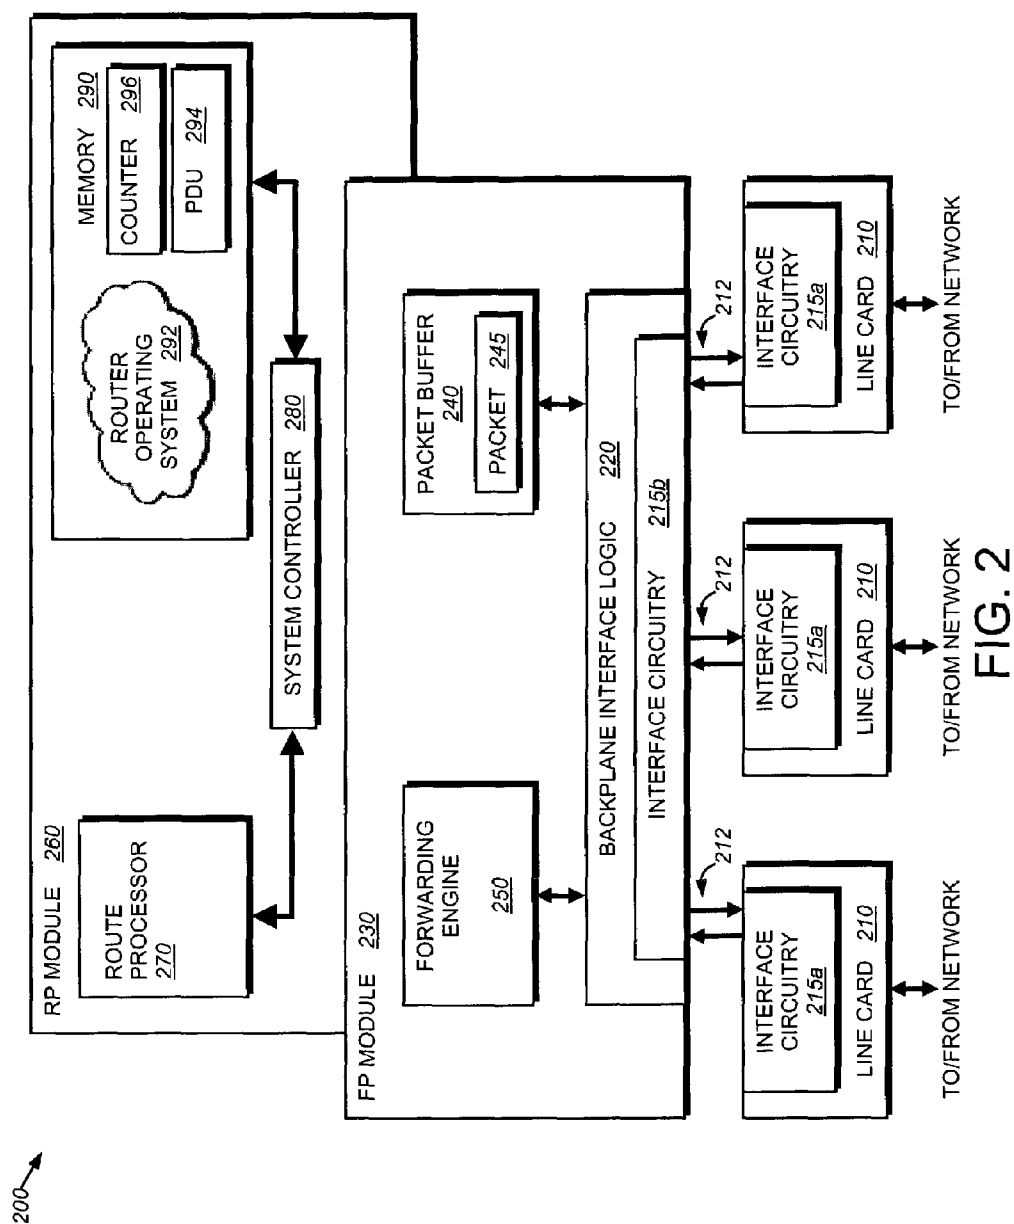 200
RP MODULE 260
ROUTE
PROCESSOR
270
SYSTEM CONTROLLER 280
MEMORY 290
ROUTER
OPERATING
SYSTEM 292
COUNTER 296
PDU 294
FP MODULE 230
FORWARDING
ENGINE
250
PACKET BUFFER
240
PACKET 245
BACKPLANE INTERFACE LOGIC 220
INTERFACE CIRCUITRY 215b
212
212
212
INTERFACE
CIRCUITRY
215a
LINE CARD 210
TO/FROM NETWORK
INTERFACE
CIRCUITRY
215a
LINE CARD 210
TO/FROM NETWORK
INTERFACE
CIRCUITRY
215a
LINE CARD 210
TO/FROM NETWORK
FIG. 2